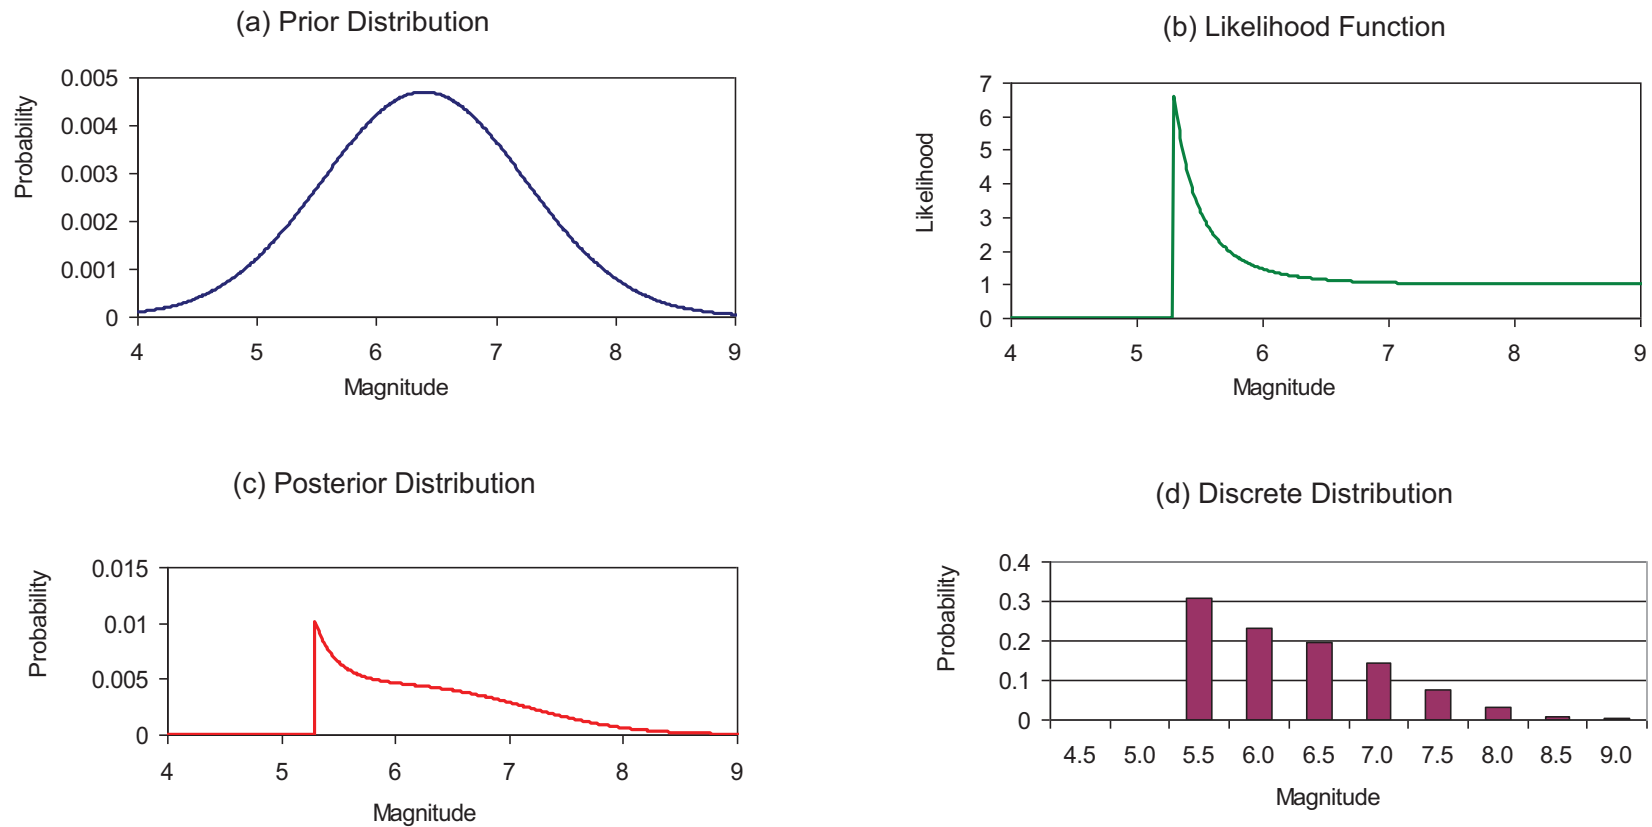 (a) Prior Distribution
Probability
0.005
0.004
0.003
0.002
0.001
0
4 5 6 7 8 9
Magnitude
(b) Likelihood Function
Likelihood
7
6
5
4
3
2
1
0
4 5 6 7 8 9
Magnitude
(c) Posterior Distribution
Probability
0.015
0.01
0.005
0
4 5 6 7 8 9
Magnitude
(d) Discrete Distribution
Probability
0.4
0.3
0.2
0.1
0
4.5 5.0 5.5 6.0 6.5 7.0 7.5 8.0 8.5 9.0
Magnitude